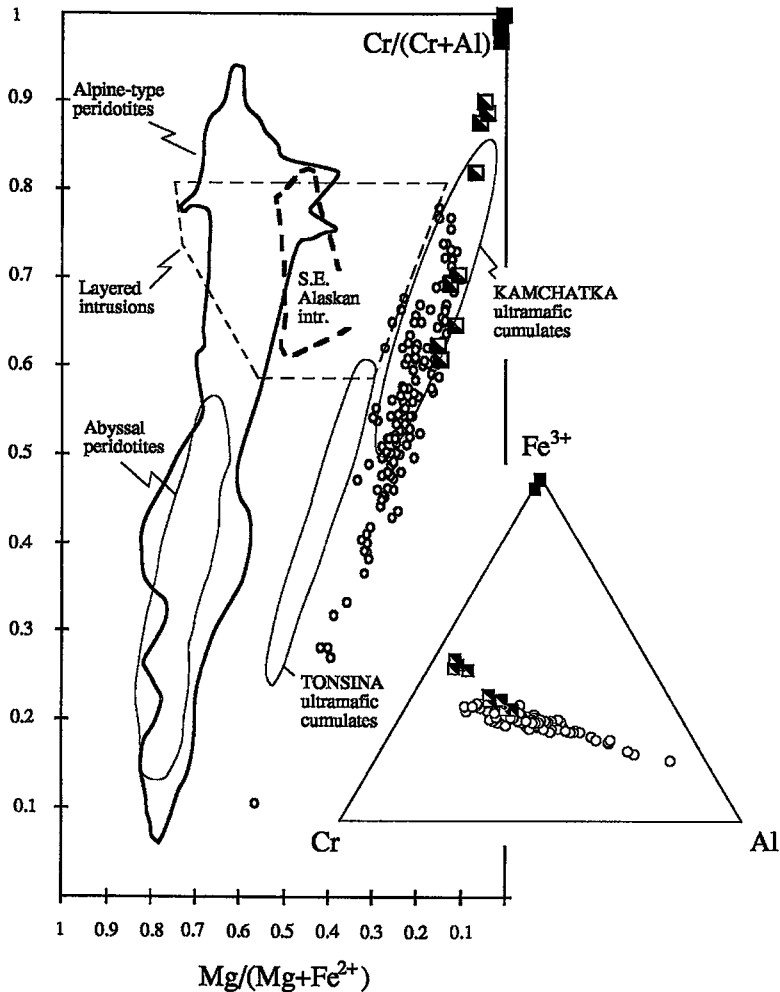 1
Cr/(Cr+Al)
Alpine-type
peridotites
0.9
0.8
0.7
Layered
intrusions
S.E.
Alaskan
intr.
KAMCHATKA
ultramafic
cumulates
0.6
Abyssal
peridotites
0.5
Fe3+
0.4
0.3
TONSINA
ultramafic
cumulates
0.2
0.1
Cr
Al
1 0.9 0.8 0.7 0.6 0.5 0.4 0.3 0.2 0.1
Mg/(Mg+Fe2+)